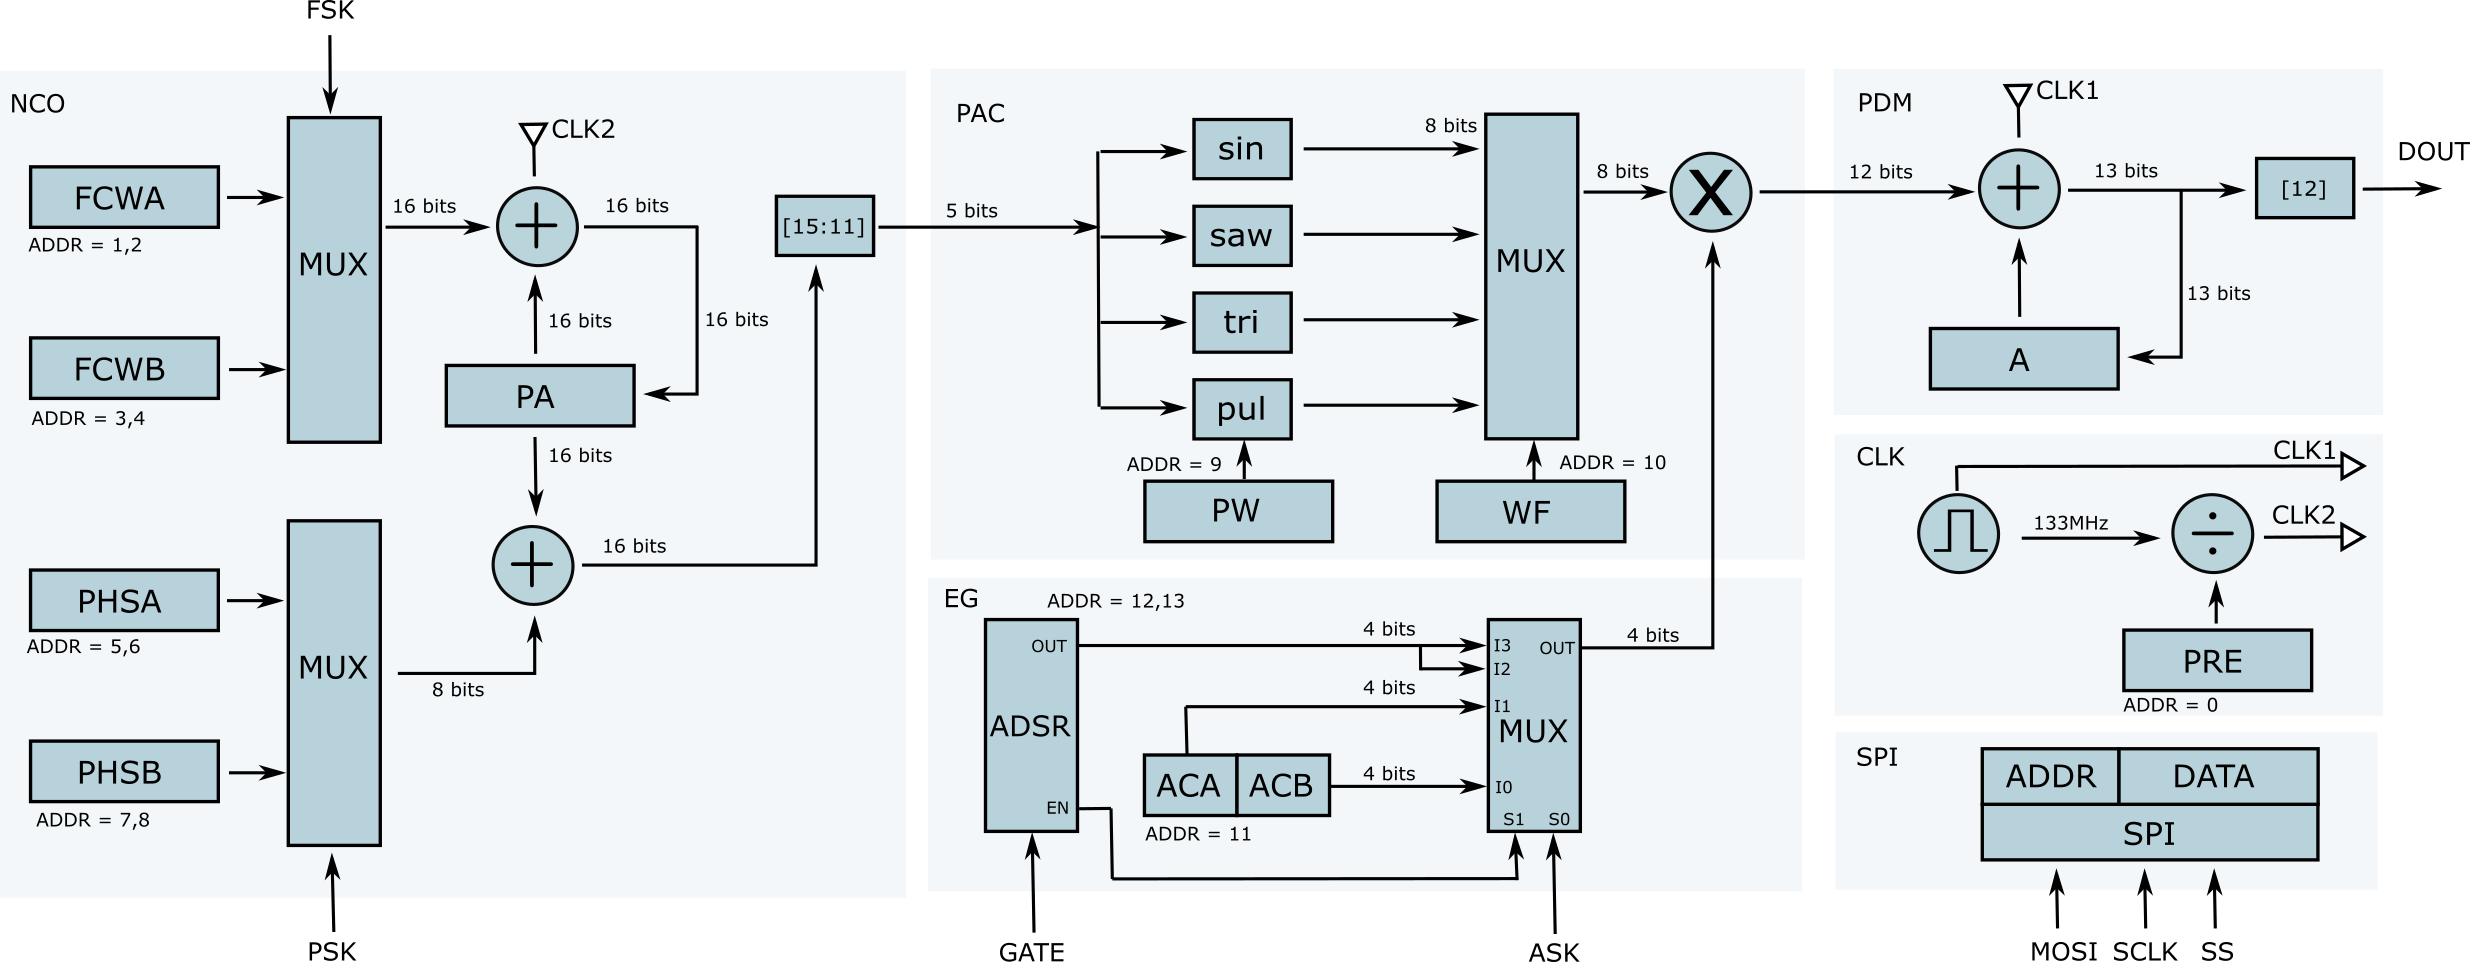 FSK
NCO
FCWA
ADDR = 1,2
FCWB
ADDR = 3,4
MUX
16 bits
CLK2
16 bits
16 bits
16 bits
PA
16 bits
16 bits
[15:11]
PHSA
ADDR = 5,6
PHSB
ADDR = 7,8
MUX
8 bits
PSK
PAC
5 bits
sin
saw
tri
pul
8 bits
MUX
8 bits
X
ADDR = 9
PW
ADDR = 10
WF
EG
ADDR = 12,13
OUT
ADSR
EN
4 bits
4 bits
4 bits
ACA
ACB
ADDR = 11
I3
I2
I1
I0
OUT
MUX
S1
S0
4 bits
GATE
ASK
PDM
CLK1
12 bits
13 bits
[12]
DOUT
13 bits
A
CLK
CLK1
133MHz
CLK2
PRE
ADDR = 0
SPI
ADDR
DATA
SPI
MOSI
SCLK
SS